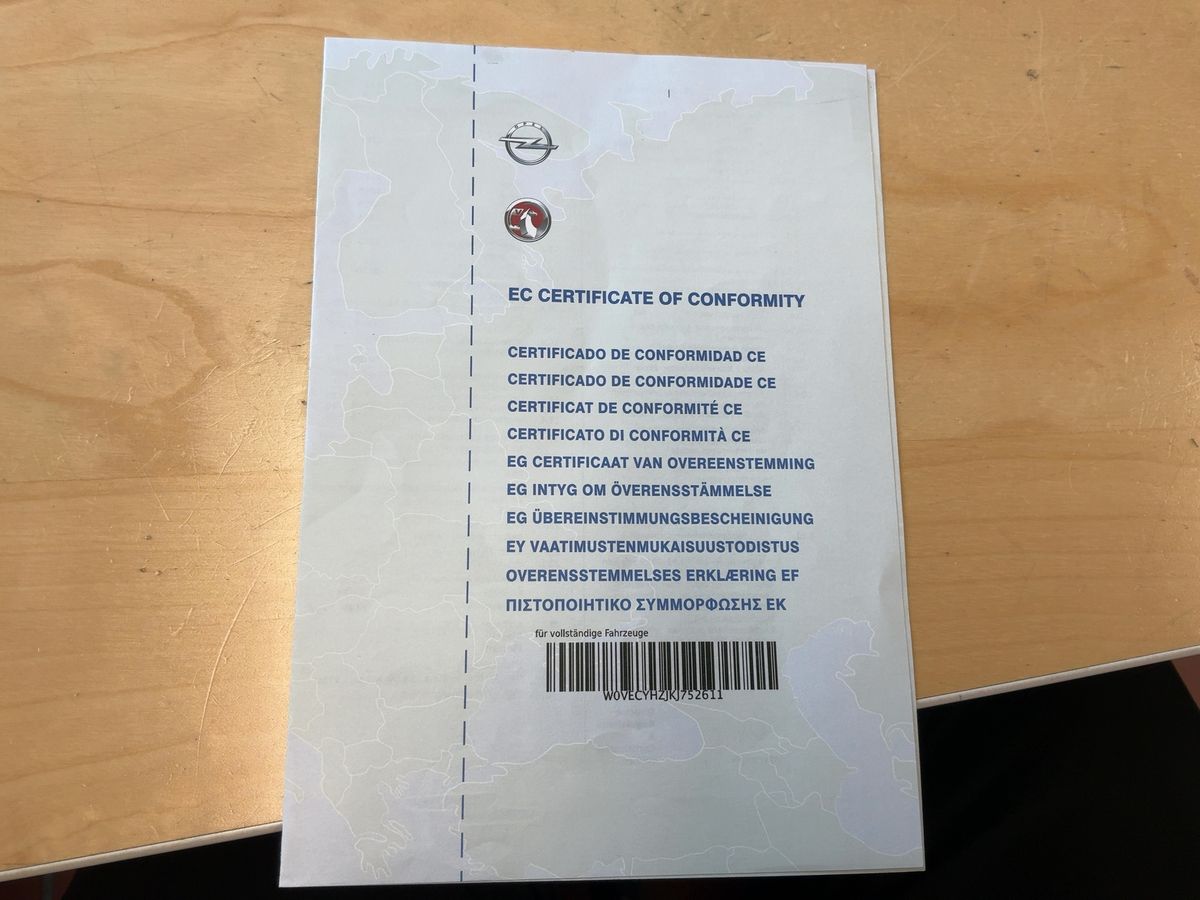 EC CERTIFICATE OF CONFORMITY
CERTIFICADO DE CONFORMIDAD CE
CERTIFICADO DE CONFORMIDADE CE
CERTIFICAT DE CONFORMITÉ CE
CERTIFICATO DI CONFORMITÀ CE
EG CERTIFICAAT VAN OVEREENSTEMMING
EG INTYG OM ÖVERENSSTÄMMELSE
EG ÜBEREINSTIMMUNGSBESCHEINIGUNG
EY VAATIMUSTENMUKAISUUSTODISTUS
OVERENSSTEMMELSES ERKLÆRING EF
ΠΙΣΤΟΠΟΙΗΤΙΚΟ ΣΥΜΜΟΡΦΩΣΗΣ ΕΚ
für vollständige Fahrzeuge
W0VECYHZJKJ752611